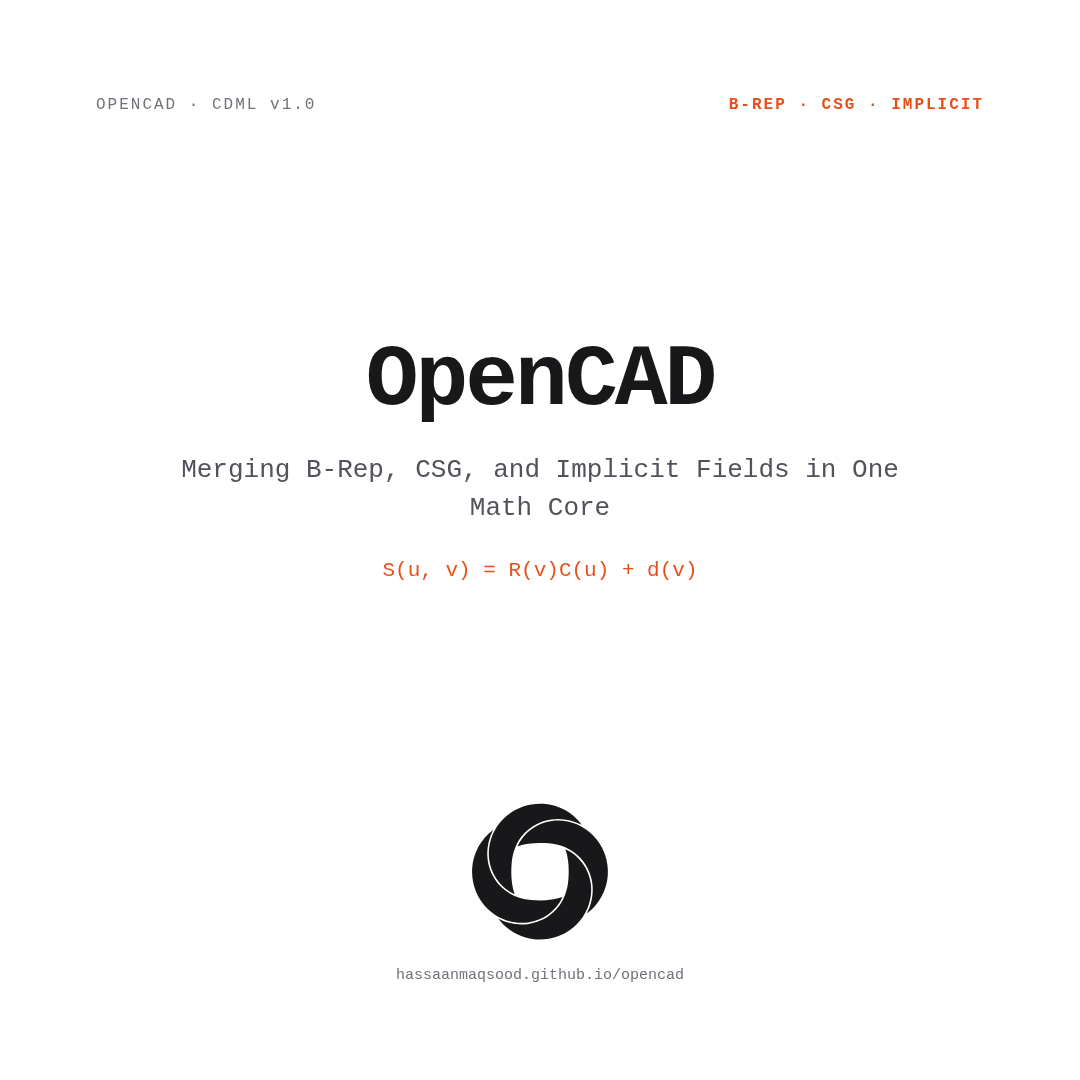 OPENCAD · CDML v1.0
B-REP · CSG · IMPLICIT
OpenCAD
Merging B-Rep, CSG, and Implicit Fields in One
Math Core
S(u, v) = R(v)C(u) + d(v)
hassaanmaqsood.github.io/opencad